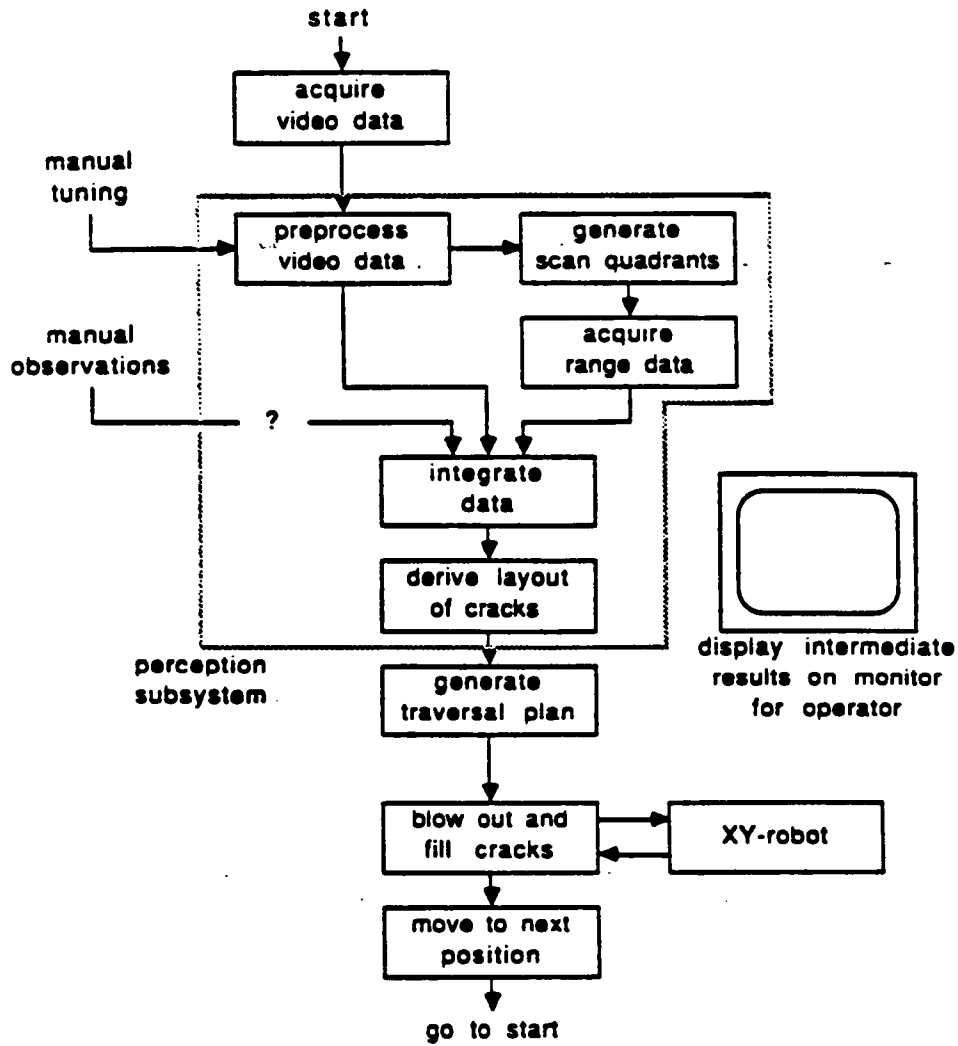 start
acquire
video data
manual
tuning
preprocess
video data
generate
scan quadrants
manual
observations
acquire
range data
?
integrate
data
derive layout
of cracks
perception
subsystem
display intermediate
results on monitor
for operator
generate
traversal plan
blow out and
fill cracks
XY-robot
move to next
position
go to start